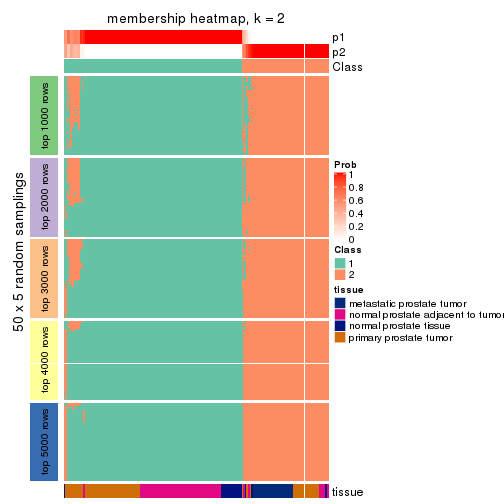 membership heatmap, k = 2
p1
p2
Class
50 x 5 random samplings
top 1000 rows
top 2000 rows
top 3000 rows
top 4000 rows
top 5000 rows
Prob
1
0.8
0.6
0.4
0.2
0
Class
1
2
tissue
metastatic prostate tumor
normal prostate adjacent to tumor
normal prostate tissue
primary prostate tumor
tissue